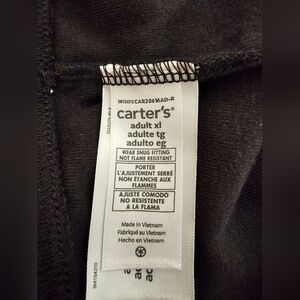 carter's®
adult xl
adulte tg
adulto eg
WEAR SNUG FITTING
NOT FLAME RESISTANT
PORTER
L'AJUSTEMENT SERRÉ
NON ÉTANCHE AUX
FLAMMES
AJUSTE CÓMODO
NO RESISTENTE
A LA FLAMA
Made in Vietnam
Fabriqué au Vietnam
Hecho en Vietnam